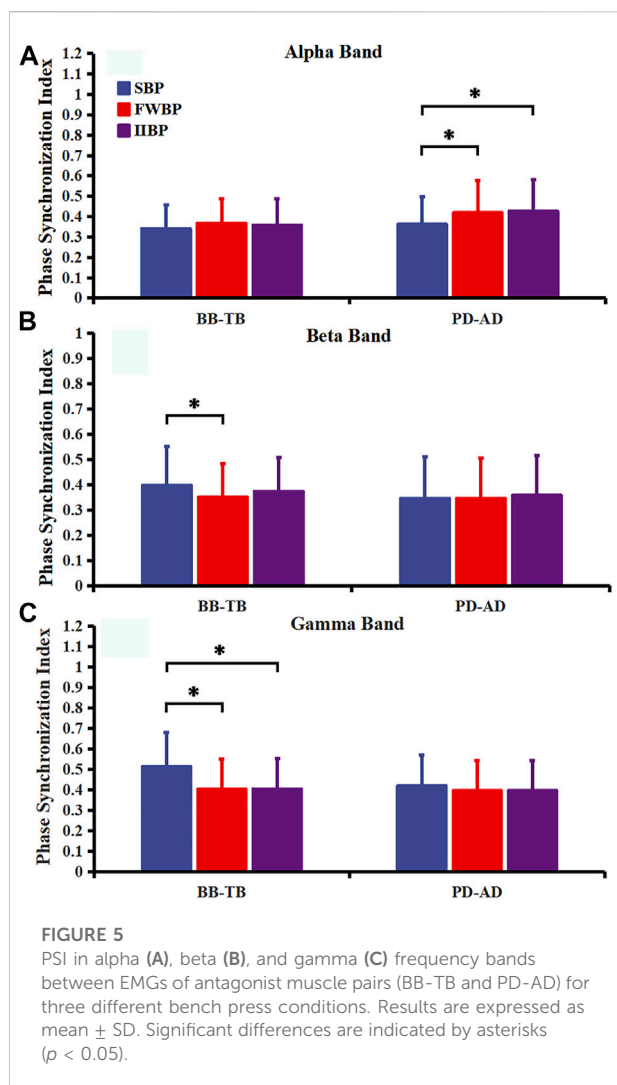 A
Alpha Band
Phase Synchronization Index
1.2
1.1
1
0.9
0.8
0.7
0.6
0.5
0.4
0.3
0.2
0.1
0
SBP
FWBP
IIBP
*
*
BB-TB
PD-AD
B
Beta Band
Phase Synchronization Index
1
0.9
0.8
0.7
0.6
0.5
0.4
0.3
0.2
0.1
0
*
BB-TB
PD-AD
C
Gamma Band
Phase Synchronization Index
1.2
1.1
1
0.9
0.8
0.7
0.6
0.5
0.4
0.3
0.2
0.1
0
*
*
BB-TB
PD-AD
FIGURE 5
PSI in alpha (A), beta (B), and gamma (C) frequency bands
between EMGs of antagonist muscle pairs (BB-TB and PD-AD) for
three different bench press conditions. Results are expressed as
mean ± SD. Significant differences are indicated by asterisks
(p < 0.05).